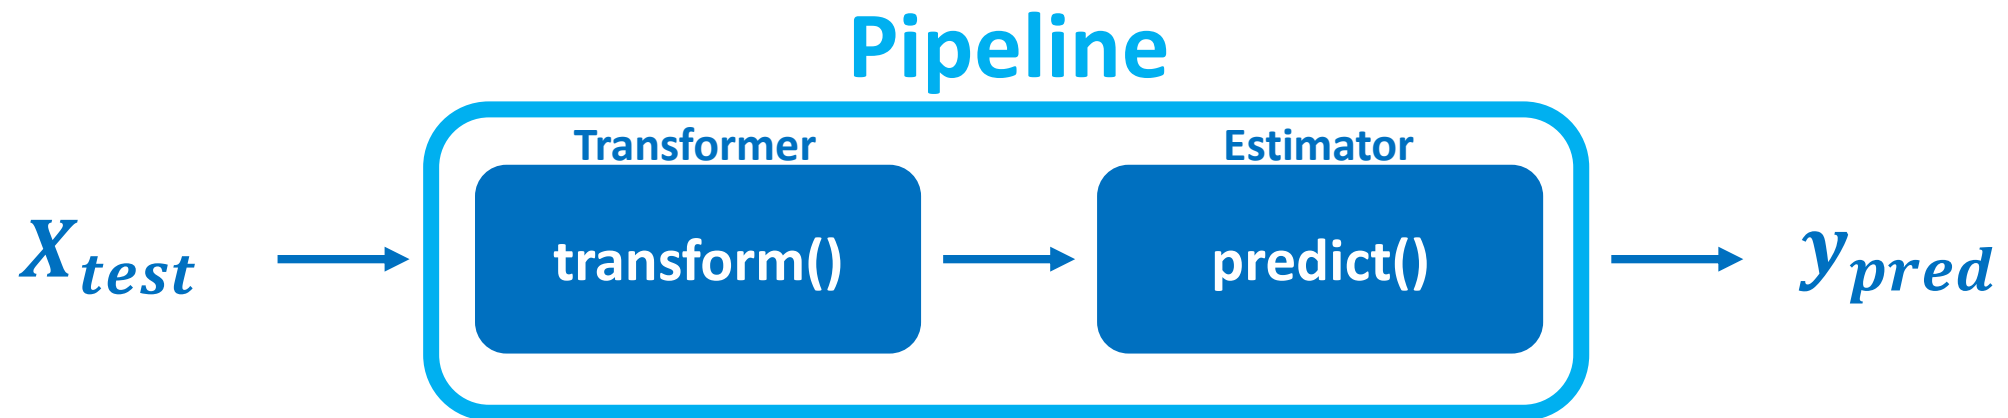 Pipeline
Transformer
Estimator
X_test
transform()
predict()
y_pred